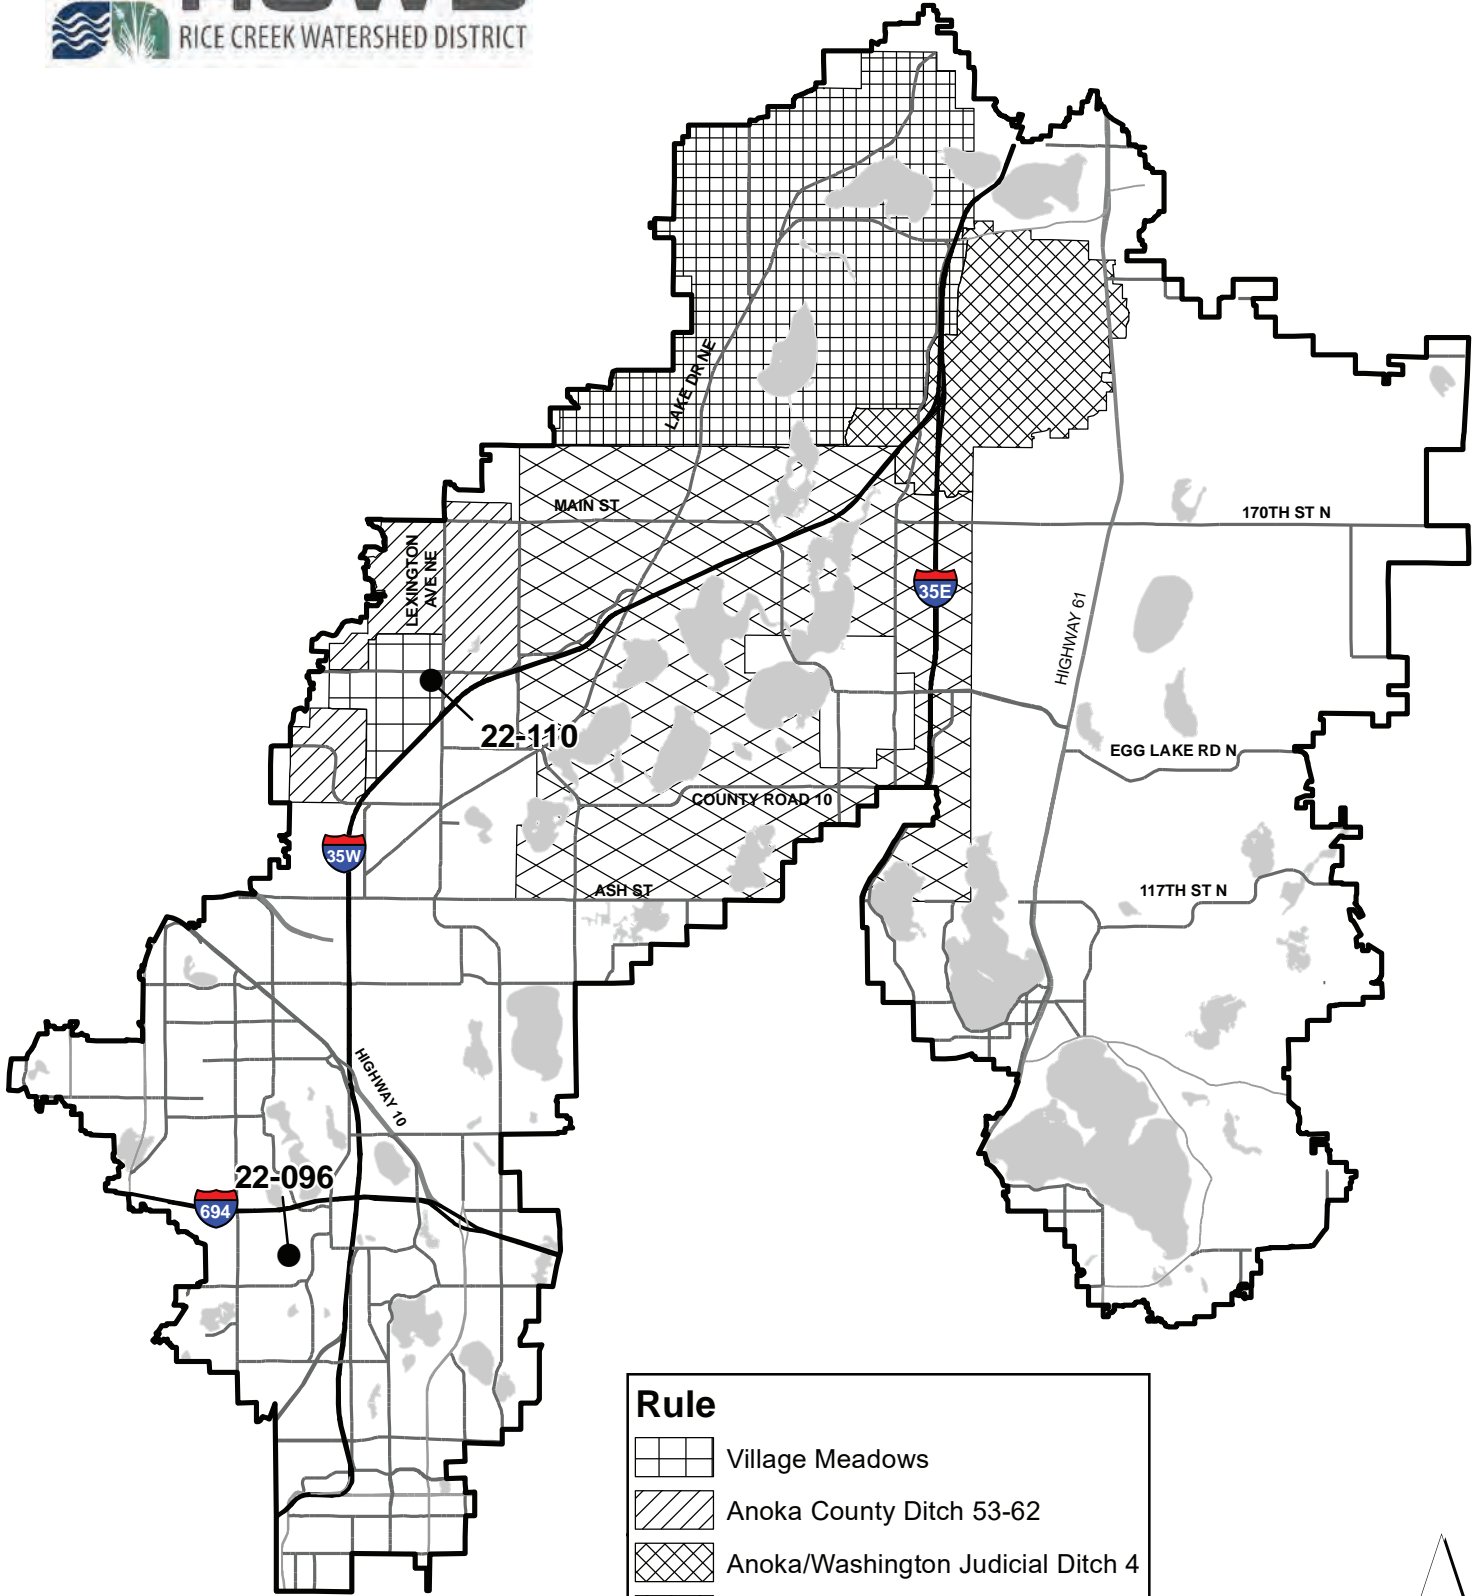 RICE CREEK WATERSHED DISTRICT
LAKE DR NE
MAIN ST
170TH ST N
LEXINGTON
AVE NE
35E
HIGHWAY 61
22-110
EGG LAKE RD N
COUNTY ROAD 10
35W
ASH ST
117TH ST N
HIGHWAY 10
22-096
694
Rule
Village Meadows
Anoka County Ditch 53-62
Anoka/Washington Judicial Ditch 4